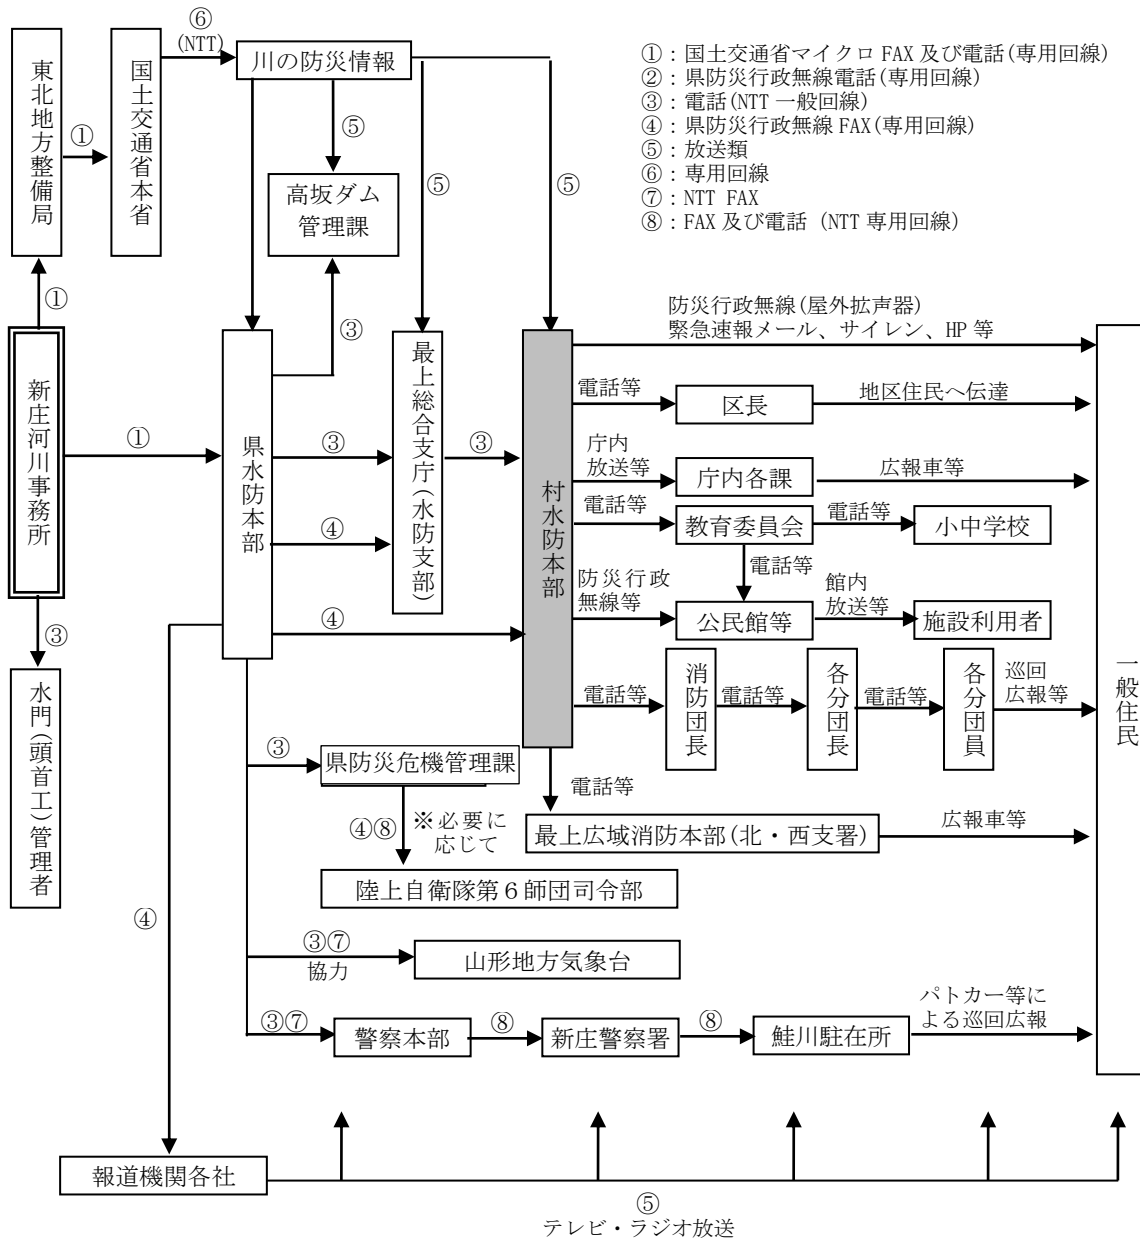 ⑥
(NTT)
東北地方整備局
①
国土交通省本省
川の防災情報
①：国土交通省マイクロ FAX 及び電話(専用回線)
②：県防災行政無線電話(専用回線)
③：電話(NTT 一般回線)
④：県防災行政無線 FAX(専用回線)
⑤：放送類
⑥：専用回線
⑦：NTT FAX
⑧：FAX 及び電話 (NTT 専用回線)
⑤
⑤
⑤
高坂ダム
管理課
①
③
新庄河川事務所
①
県水防本部
③
④
最上総合支庁(水防支部)
③
④
村水防本部
防災行政無線(屋外拡声器)
緊急速報メール、サイレン、HP 等
電話等
区長
地区住民へ伝達
庁内
放送等
庁内各課
広報車等
電話等
教育委員会
電話等
小中学校
電話等
防災行政
無線等
公民館等
館内
放送等
施設利用者
電話等
消防団長
電話等
各分団長
電話等
各分団員
巡回
広報等
一般住民
③
水門(頭首工)管理者
③
県防災危機管理課
④⑧
※必要に
応じて
陸上自衛隊第６師団司令部
電話等
最上広域消防本部(北・西支署)
広報車等
④
③⑦
協力
山形地方気象台
③⑦
警察本部
⑧
新庄警察署
⑧
鮭川駐在所
パトカー等に
よる巡回広報
報道機関各社
⑤
テレビ・ラジオ放送